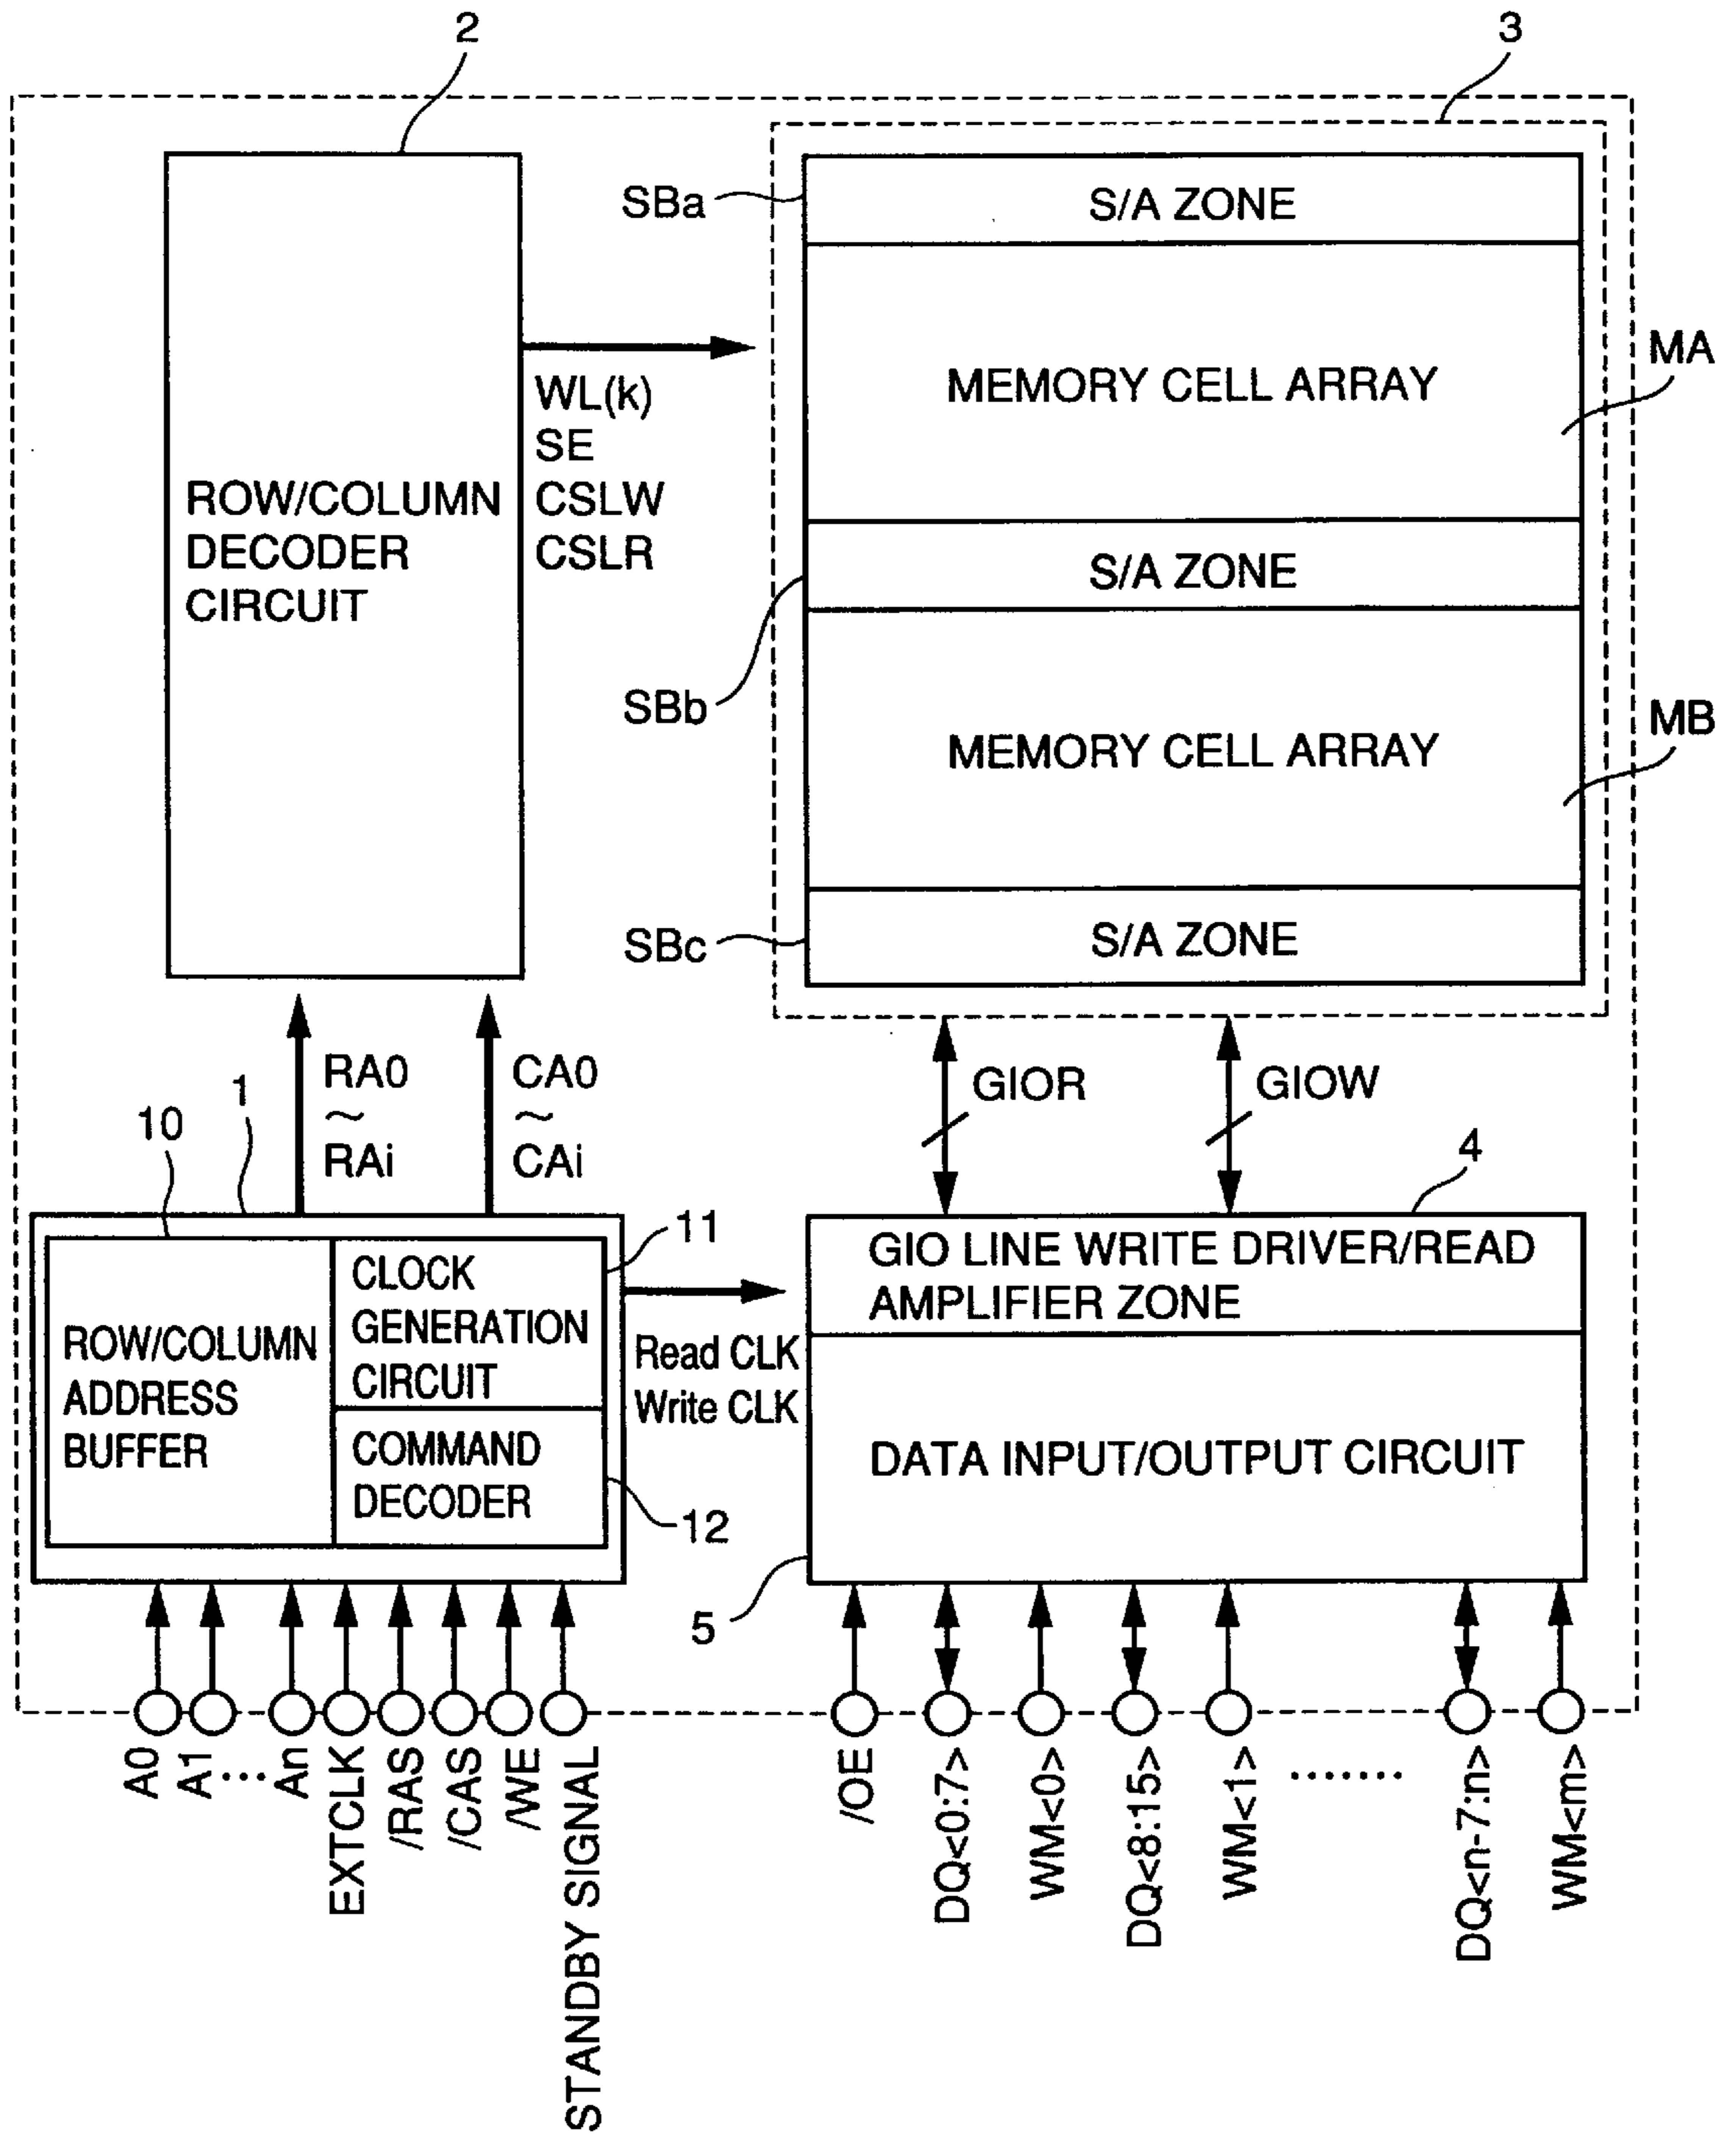 2
3
SBa
S/A ZONE
MEMORY CELL ARRAY
MA
WL(k)
SE
CSLW
CSLR
ROW/COLUMN
DECODER
CIRCUIT
S/A ZONE
SBb
MEMORY CELL ARRAY
MB
SBc
S/A ZONE
RA0
~
RAi
CA0
~
CAi
GIOR
GIOW
10
1
11
4
ROW/COLUMN
ADDRESS
BUFFER
CLOCK
GENERATION
CIRCUIT
COMMAND
DECODER
12
Read CLK
Write CLK
GIO LINE WRITE DRIVER/READ
AMPLIFIER ZONE
DATA INPUT/OUTPUT CIRCUIT
5
A0
A1
...
An
EXTCLK
/RAS
/CAS
/WE
STANDBY SIGNAL
/OE
DQ<0:7>
WM<0>
DQ<8:15>
WM<1>
.......
DQ<n-7:n>
WM<m>